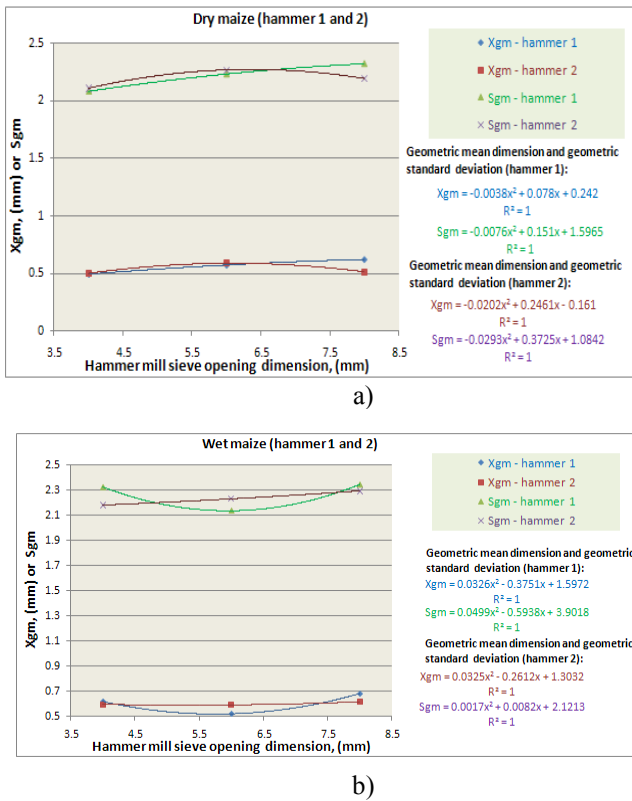 Dry maize (hammer 1 and 2)
2.5
2
1.5
1
0.5
0
Xgm, (mm) or Sgm
3.5 4.5 5.5 6.5 7.5 8.5
Hammer mill sieve opening dimension, (mm)
Xgm - hammer 1
Xgm - hammer 2
Sgm - hammer 1
Sgm - hammer 2
Geometric mean dimension and geometric
standard deviation (hammer 1):
Xgm = -0.0038x² + 0.078x + 0.242
R² = 1
Sgm = -0.0076x² + 0.151x + 1.5965
R² = 1
Geometric mean dimension and geometric
standard deviation (hammer 2):
Xgm = -0.0202x² + 0.2461x - 0.161
R² = 1
Sgm = -0.0293x² + 0.3725x + 1.0842
R² = 1
a)
Wet maize (hammer 1 and 2)
2.5
2.3
2.1
1.9
1.7
1.5
1.3
1.1
0.9
0.7
0.5
Xgm, (mm) or Sgm
3.5 4.5 5.5 6.5 7.5 8.5
Hammer mill sieve opening dimension, (mm)
Xgm - hammer 1
Xgm - hammer 2
Sgm - hammer 1
Sgm - hammer 2
Geometric mean dimension and geometric
standard deviation (hammer 1):
Xgm = 0.0326x² - 0.3751x + 1.5972
R² = 1
Sgm = 0.0499x² - 0.5938x + 3.9018
R² = 1
Geometric mean dimension and geometric
standard deviation (hammer 2):
Xgm = 0.0325x² - 0.2612x + 1.3032
R² = 1
Sgm = 0.0017x² + 0.0082x + 2.1213
R² = 1
b)